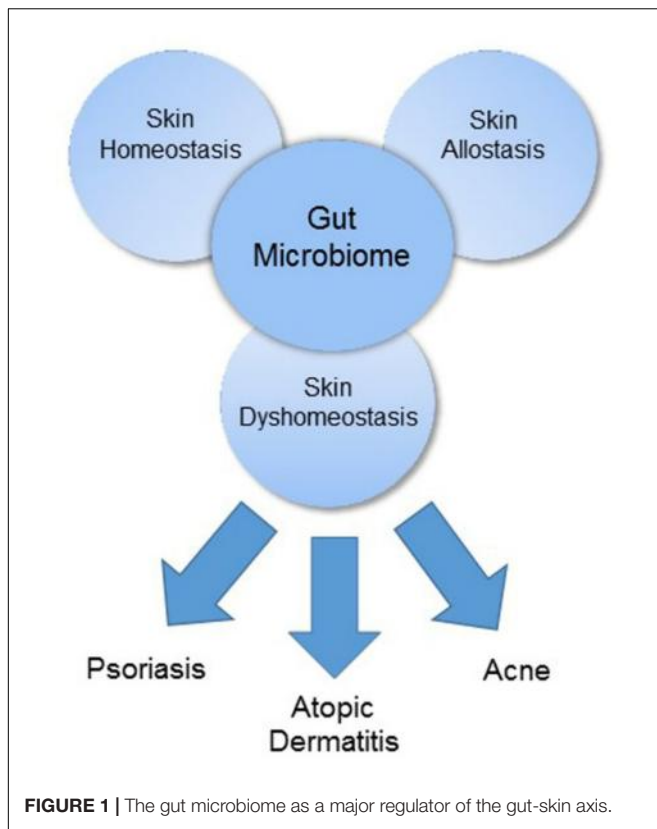 Skin
Homeostasis
Skin
Allostasis
Gut
Microbiome
Skin
Dyshomeostasis
Psoriasis
Atopic
Dermatitis
Acne
FIGURE 1 | The gut microbiome as a major regulator of the gut-skin axis.